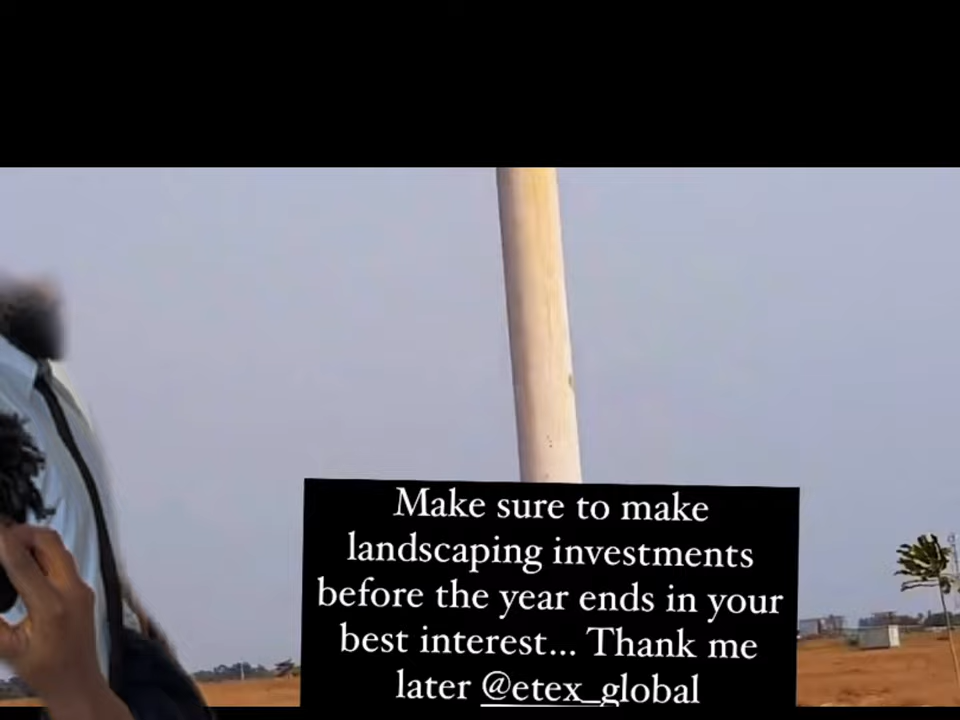 Make sure to make
landscaping investments
before the year ends in your
best interest... Thank me
later @etex_global